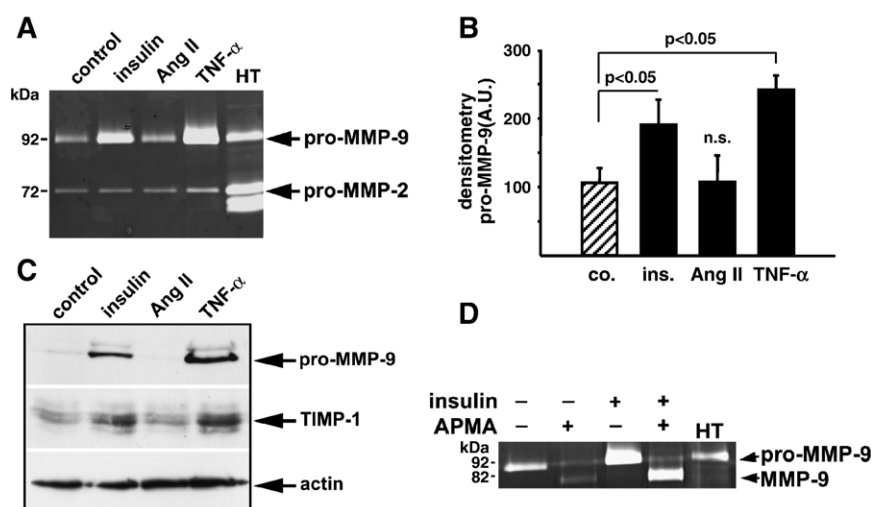 A
control insulin Ang II TNF-α HT
kDa
92- pro-MMP-9
72- pro-MMP-2
B
densitometry
pro-MMP-9(A.U.)
300
200
100
p<0.05
p<0.05
n.s.
co. ins. Ang II TNF-α
C
control insulin Ang II TNF-α
pro-MMP-9
TIMP-1
actin
D
insulin − − + +
APMA − + − + HT
kDa
92- pro-MMP-9
82- MMP-9